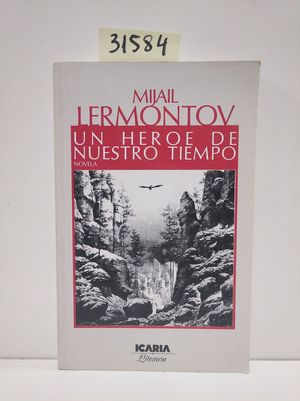 31584
MIJAIL
LERMONTOV
UN HEROE DE
NUESTRO TIEMPO
NOVELA
ICARIA
Literaria